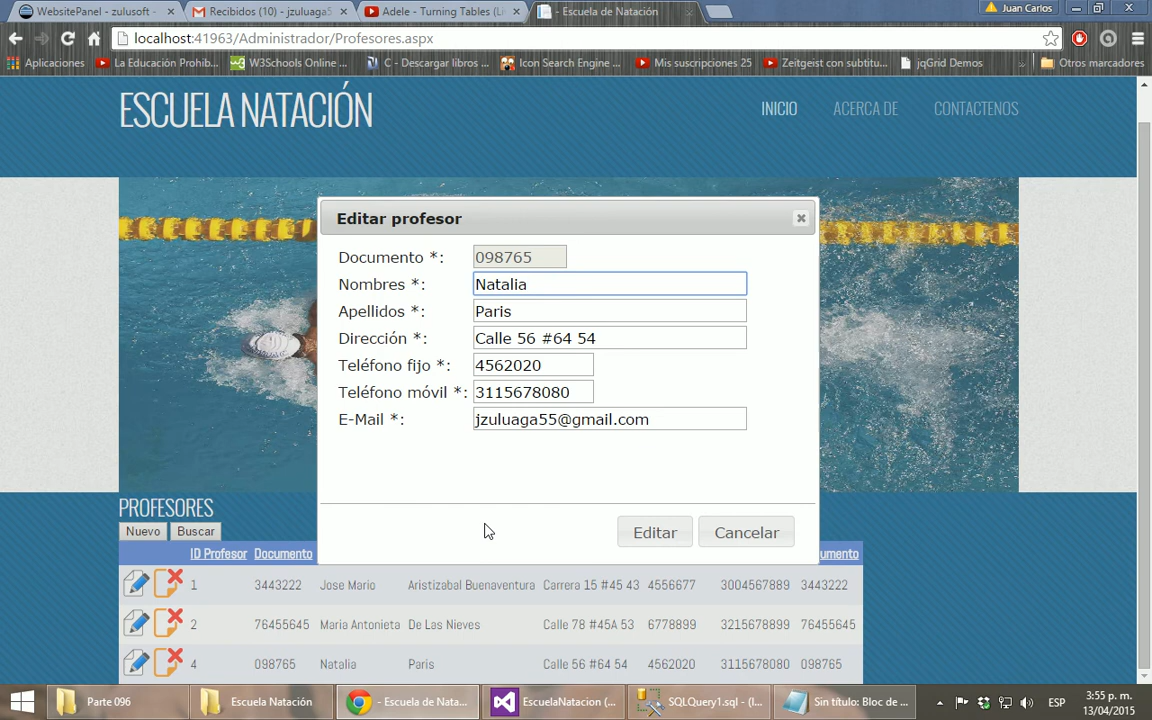 WebsitePanel - zulusoft -
Recibidos (10) - jzuluaga5
Adele - Turning Tables (Li
- Escuela de Natación
Juan Carlos
localhost:41963/Administrador/Profesores.aspx
Aplicaciones
La Educación Prohib...
W3Schools Online ...
C - Descargar libros ...
Icon Search Engine ...
Mis suscripciones 25
Zeitgeist con subtitu...
jqGrid Demos
»
Otros marcadores
ESCUELA NATACIÓN
INICIO
ACERCA DE
CONTACTENOS
Editar profesor
Documento *: 098765
Nombres *: Natalia
Apellidos *: Paris
Dirección *: Calle 56 #64 54
Teléfono fijo *: 4562020
Teléfono móvil *: 3115678080
E-Mail *: jzuluaga55@gmail.com
Editar Cancelar
PROFESORES
Nuevo Buscar
ID Profesor Documento umento
1 3443222 Jose Mario Aristizabal Buenaventura Carrera 15 #45 43 4556677 3004567889 3443222
2 76455645 Maria Antonieta De Las Nieves Calle 78 #45A 53 6778899 3215678899 76455645
4 098765 Natalia Paris Calle 56 #64 54 4562020 3115678080 098765
Parte 096
Escuela Natación
- Escuela de Nata...
EscuelaNatacion (...
SQLQuery1.sql - (l...
Sin título: Bloc de ...
ESP
3:55 p. m.
13/04/2015